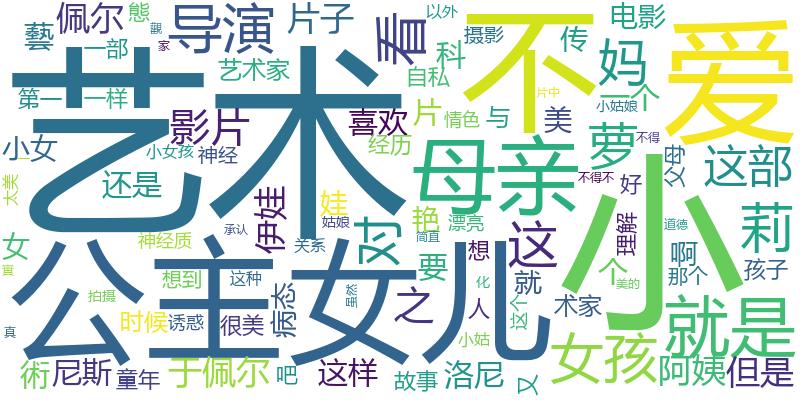 佩尔
態
觀
家
导演
片子
看
以外
摄影
电影
传
不
爱
藝
一部
艺术家
科
自私
妈
第一
一样
艺术
影片
喜欢
片
情色
与
美
一个
小姑娘
片中
小女
小女孩
神经
经历
母亲
萝
父母
不得
太美
一
还是
伊娃
娃
对
艳
漂亮
这
小
不得不
好
这部
女
神经质
承认
姑娘
关系
简直
要
想
理解
道德
莉
啊
寓
想到
这种
公主
女儿
之
就
个
那个
孩子
美的
拍摄
病态
虽然
人
化
这个
术家
就是
真
时候
诱惑
很美
小姑
女孩
阿姨
但是
術
尼斯
童年
于佩尔
吧
这样
故事
洛尼
又